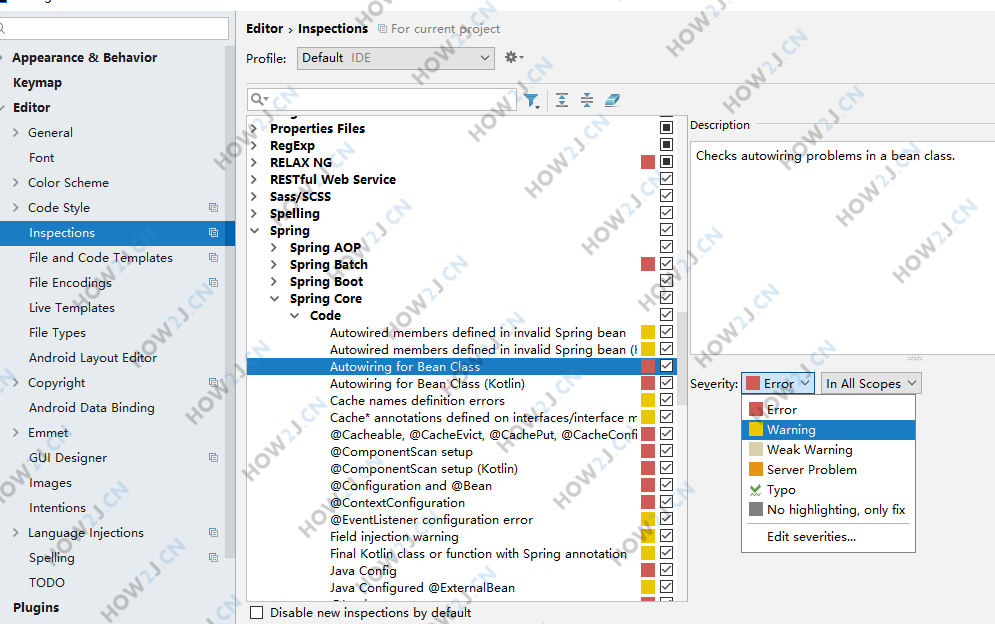 Editor › Inspections For current project
Profile: Default IDE
Appearance & Behavior
Keymap
Editor
General
Font
Color Scheme
Code Style
Inspections
File and Code Templates
File Encodings
Live Templates
File Types
Android Layout Editor
Copyright
Android Data Binding
Emmet
GUI Designer
Images
Intentions
Language Injections
Spelling
TODO
Plugins
Properties Files
RegExp
RELAX NG
RESTful Web Service
Sass/SCSS
Spelling
Spring
Spring AOP
Spring Batch
Spring Boot
Spring Core
Code
Autowired members defined in invalid Spring bean
Autowired members defined in invalid Spring bean (
Autowiring for Bean Class
Autowiring for Bean Class (Kotlin)
Cache names definition errors
Cache* annotations defined on interfaces/interface m
@Cacheable, @CacheEvict, @CachePut, @CacheConfi
@ComponentScan setup
@ComponentScan setup (Kotlin)
@Configuration and @Bean
@ContextConfiguration
@EventListener configuration error
Field injection warning
Final Kotlin class or function with Spring annotation
Java Config
Java Configured @ExternalBean
Disable new inspections by default
Description
Checks autowiring problems in a bean class.
Severity: Error In All Scopes
Error
Warning
Weak Warning
Server Problem
Typo
No highlighting, only fix
Edit severities...
HOW2J.CN